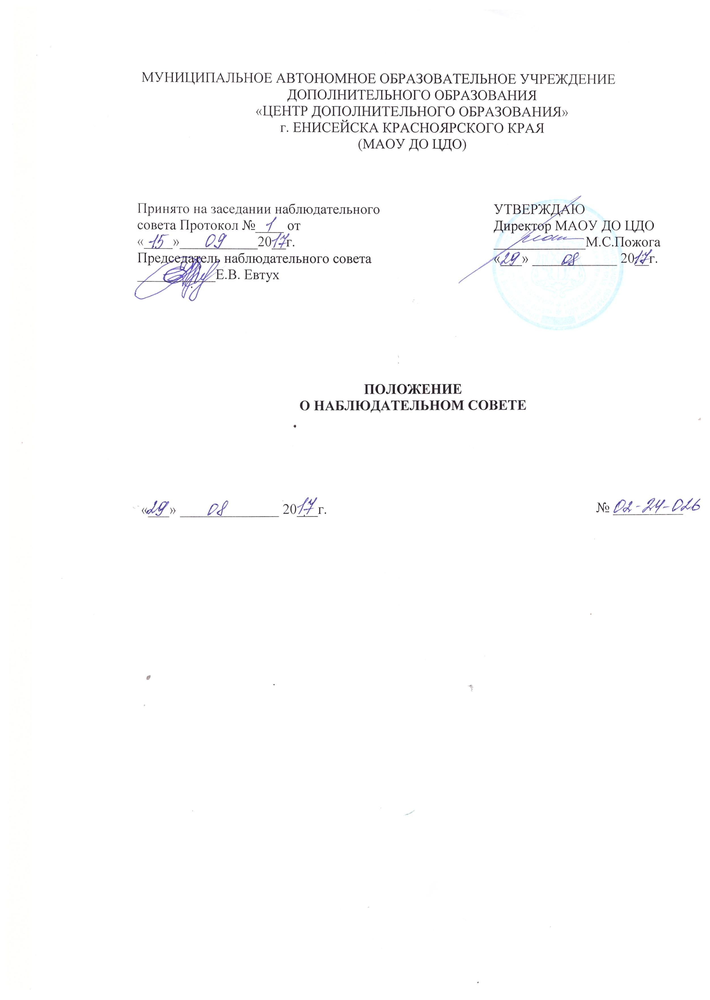 МУНИЦИПАЛЬНОЕ АВТОНОМНОЕ ОБРАЗОВАТЕЛЬНОЕ УЧРЕЖДЕНИЕ
ДОПОЛНИТЕЛЬНОГО ОБРАЗОВАНИЯ
«ЦЕНТР ДОПОЛНИТЕЛЬНОГО ОБРАЗОВАНИЯ»
г. ЕНИСЕЙСКА КРАСНОЯРСКОГО КРАЯ
(МАОУ ДО ЦДО)
Принято на заседании наблюдательного
совета Протокол № 1 от
«15» 09 2017г.
Председатель наблюдательного совета
Е.В. Евтух
УТВЕРЖДАЮ
Директор МАОУ ДО ЦДО
М.С.Пожога
«29» 08 2017г.
ПОЛОЖЕНИЕ
О НАБЛЮДАТЕЛЬНОМ СОВЕТЕ
«29» 08 2017г.
№ 02-24-026